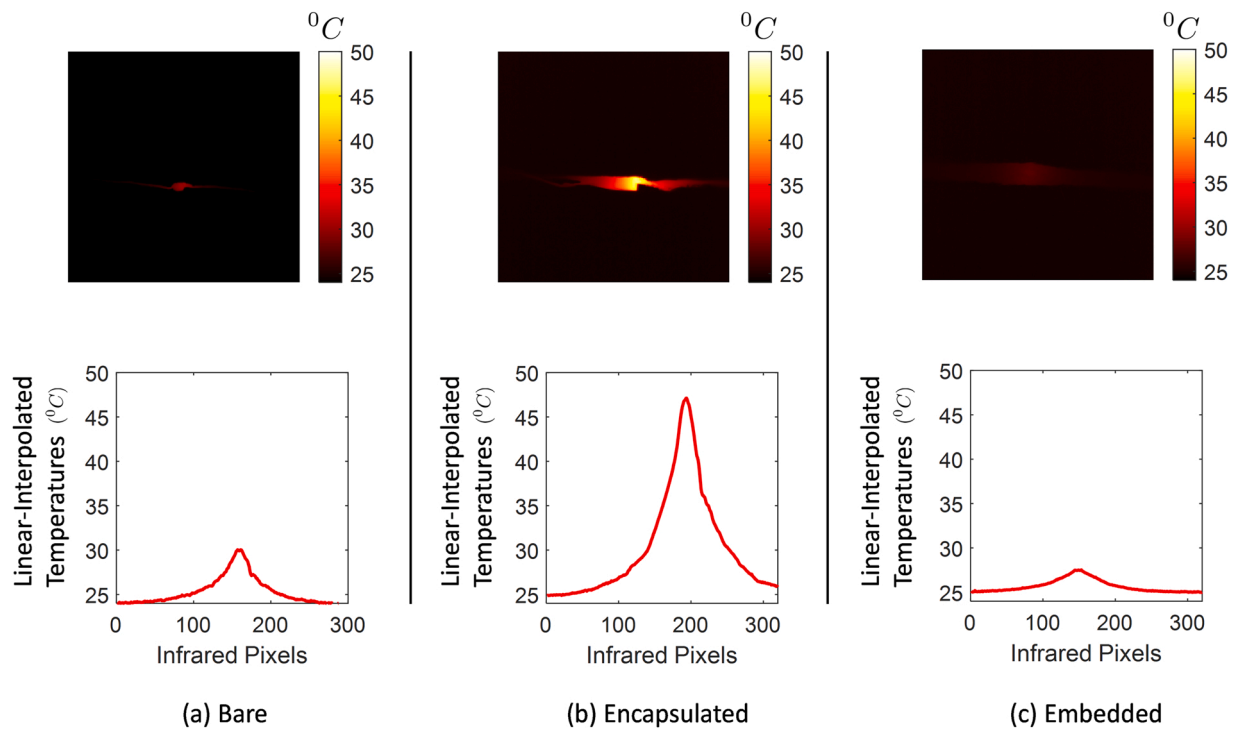 ⁰C
50
45
40
35
30
25
⁰C
50
45
40
35
30
25
⁰C
50
45
40
35
30
25
Linear-Interpolated
Temperatures (⁰C)
50
45
40
35
30
25
0 100 200 300
Infrared Pixels
Linear-Interpolated
Temperatures (⁰C)
50
45
40
35
30
25
0 100 200 300
Infrared Pixels
Linear-Interpolated
Temperatures (⁰C)
50
45
40
35
30
25
0 100 200 300
Infrared Pixels
(a) Bare
(b) Encapsulated
(c) Embedded